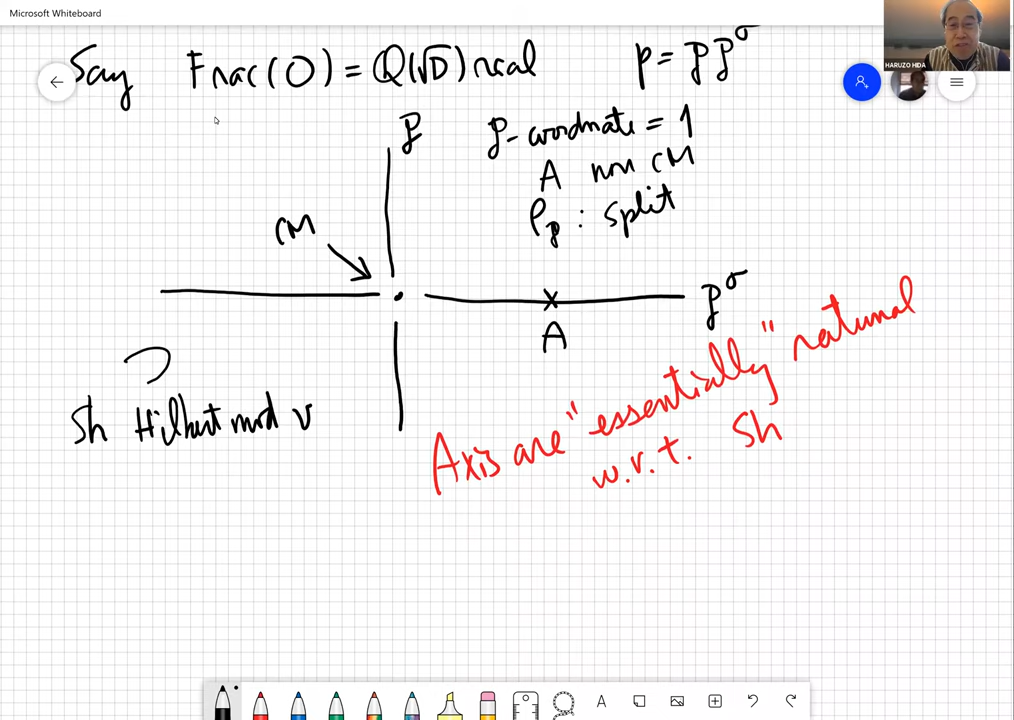 Microsoft Whiteboard
HARUZO HIDA
Say Frac(O) = Q(√D) real p = 𝔭𝔭^σ
𝔭
𝔭-coordinate = 1
A non CM
ρ_𝔭 : split
CM
𝔭^σ
A
Sh Hilbert mod v
Axis are "essentially" natural
w.r.t. Sh
A